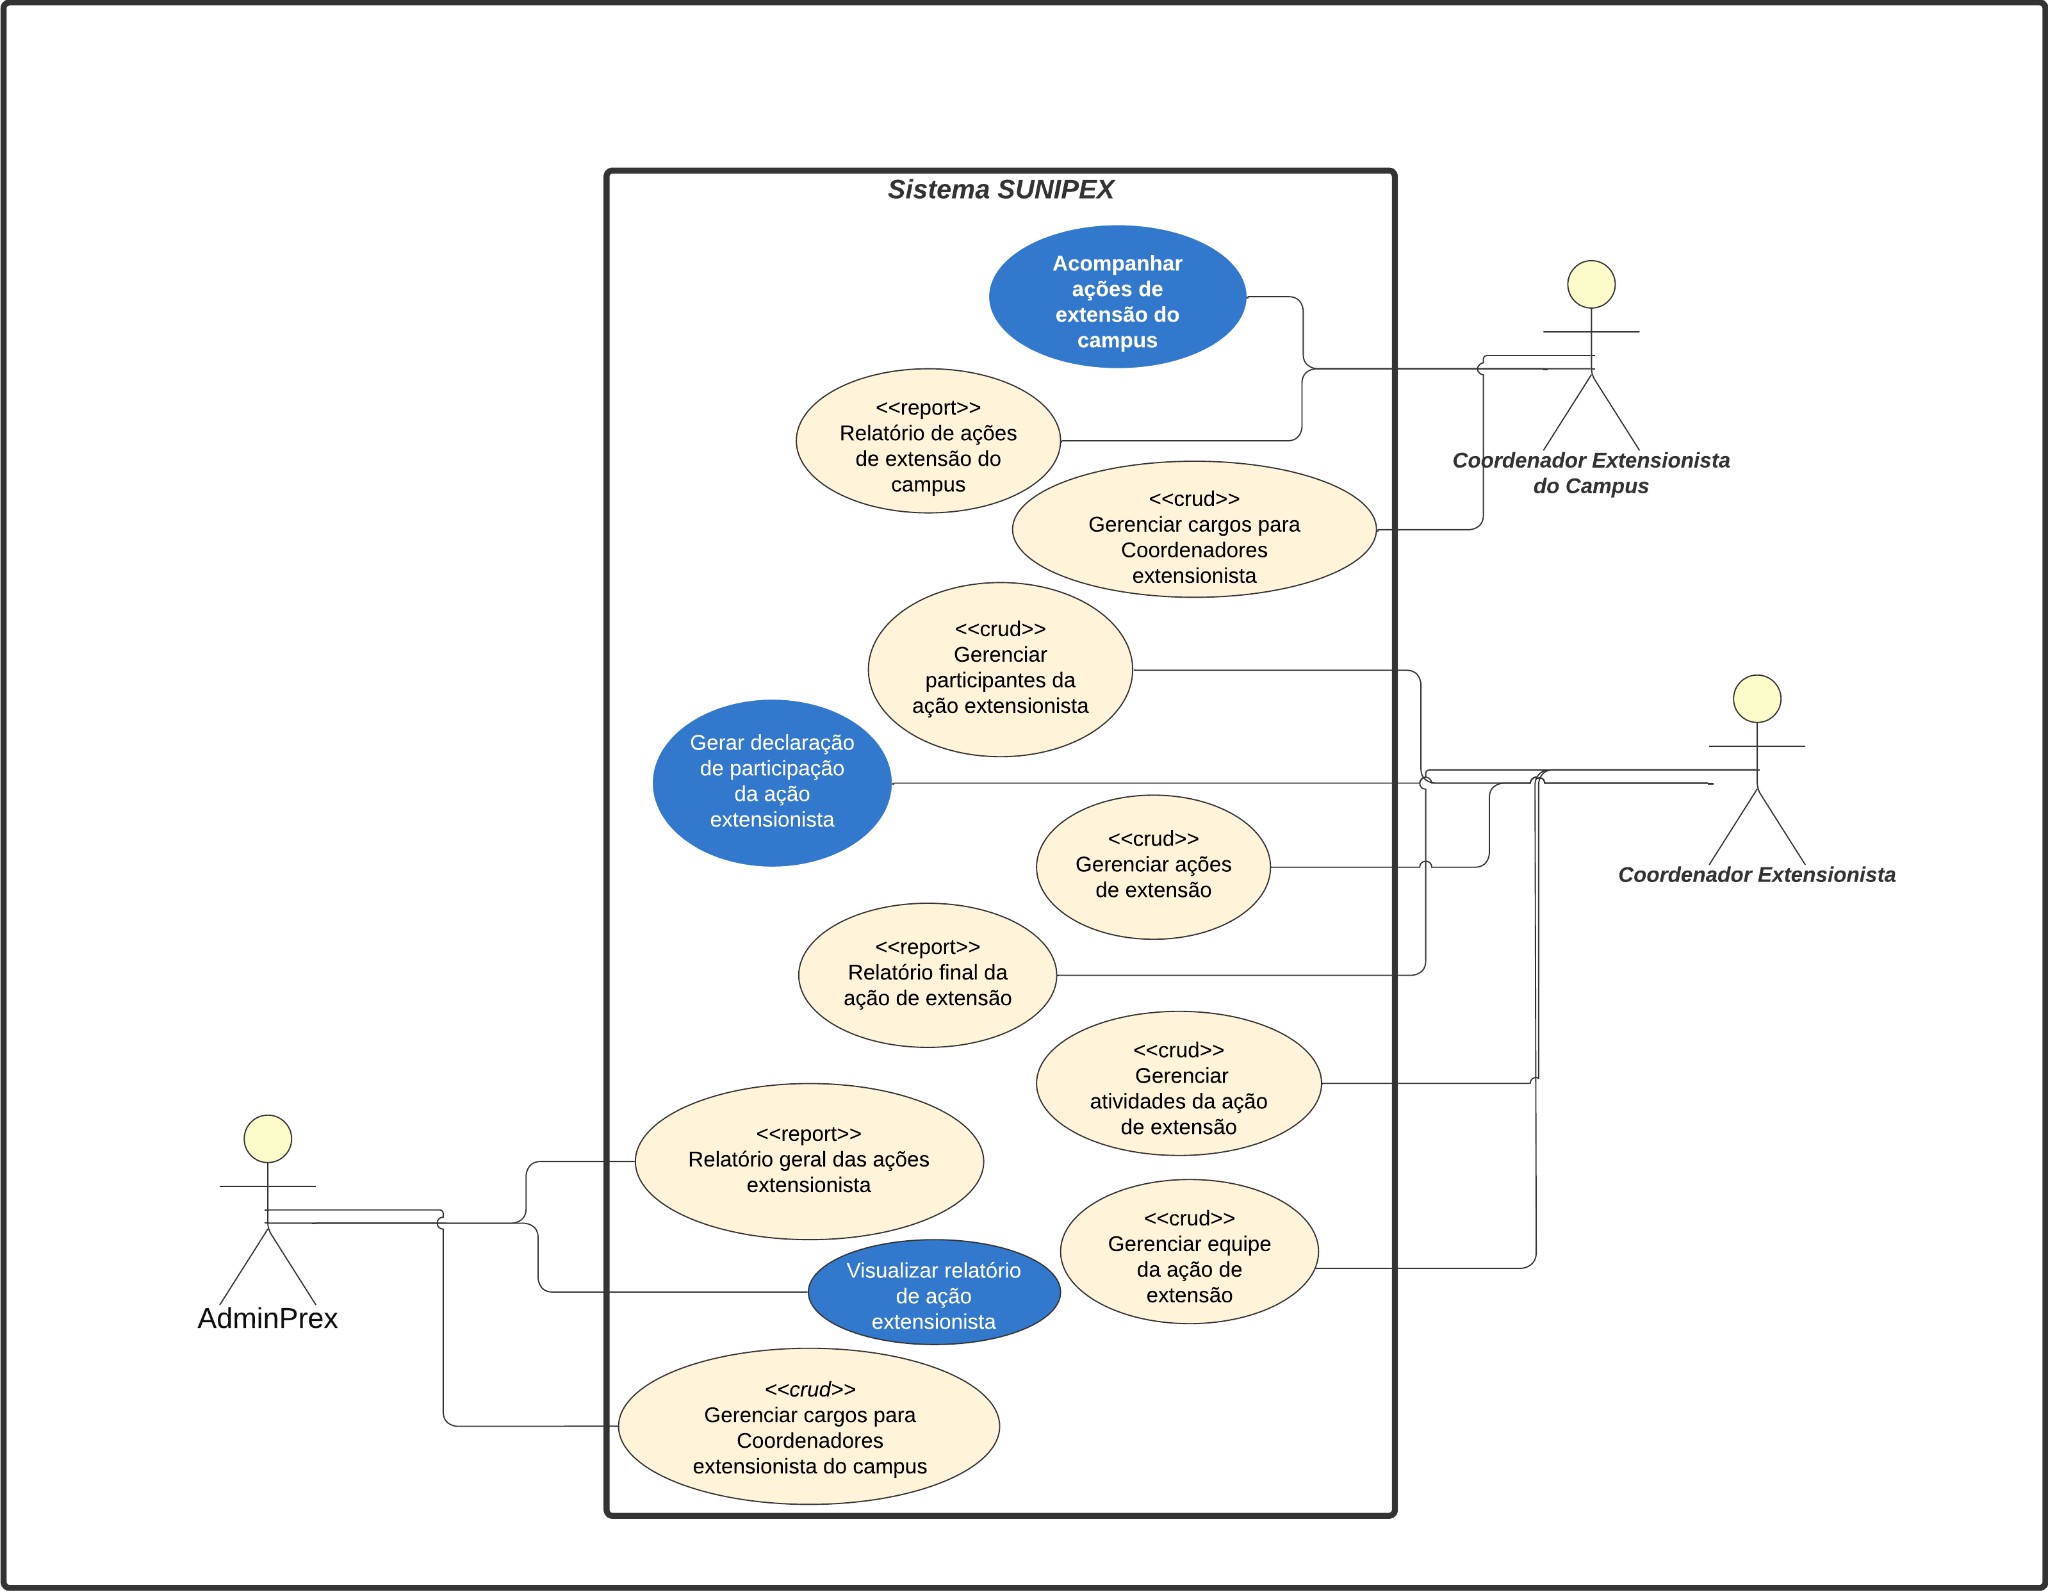 Sistema SUNIPEX
Acompanhar
ações de
extensão do
campus
<<report>>
Relatório de ações
de extensão do
campus
Coordenador Extensionista
do Campus
<<crud>>
Gerenciar cargos para
Coordenadores
extensionista
<<crud>>
Gerenciar
participantes da
ação extensionista
Gerar declaração
de participação
da ação
extensionista
<<crud>>
Gerenciar ações
de extensão
Coordenador Extensionista
<<report>>
Relatório final da
ação de extensão
<<crud>>
Gerenciar
atividades da ação
de extensão
<<report>>
Relatório geral das ações
extensionista
<<crud>>
Gerenciar equipe
da ação de
extensão
Visualizar relatório
de ação
extensionista
AdminPrex
<<crud>>
Gerenciar cargos para
Coordenadores
extensionista do campus